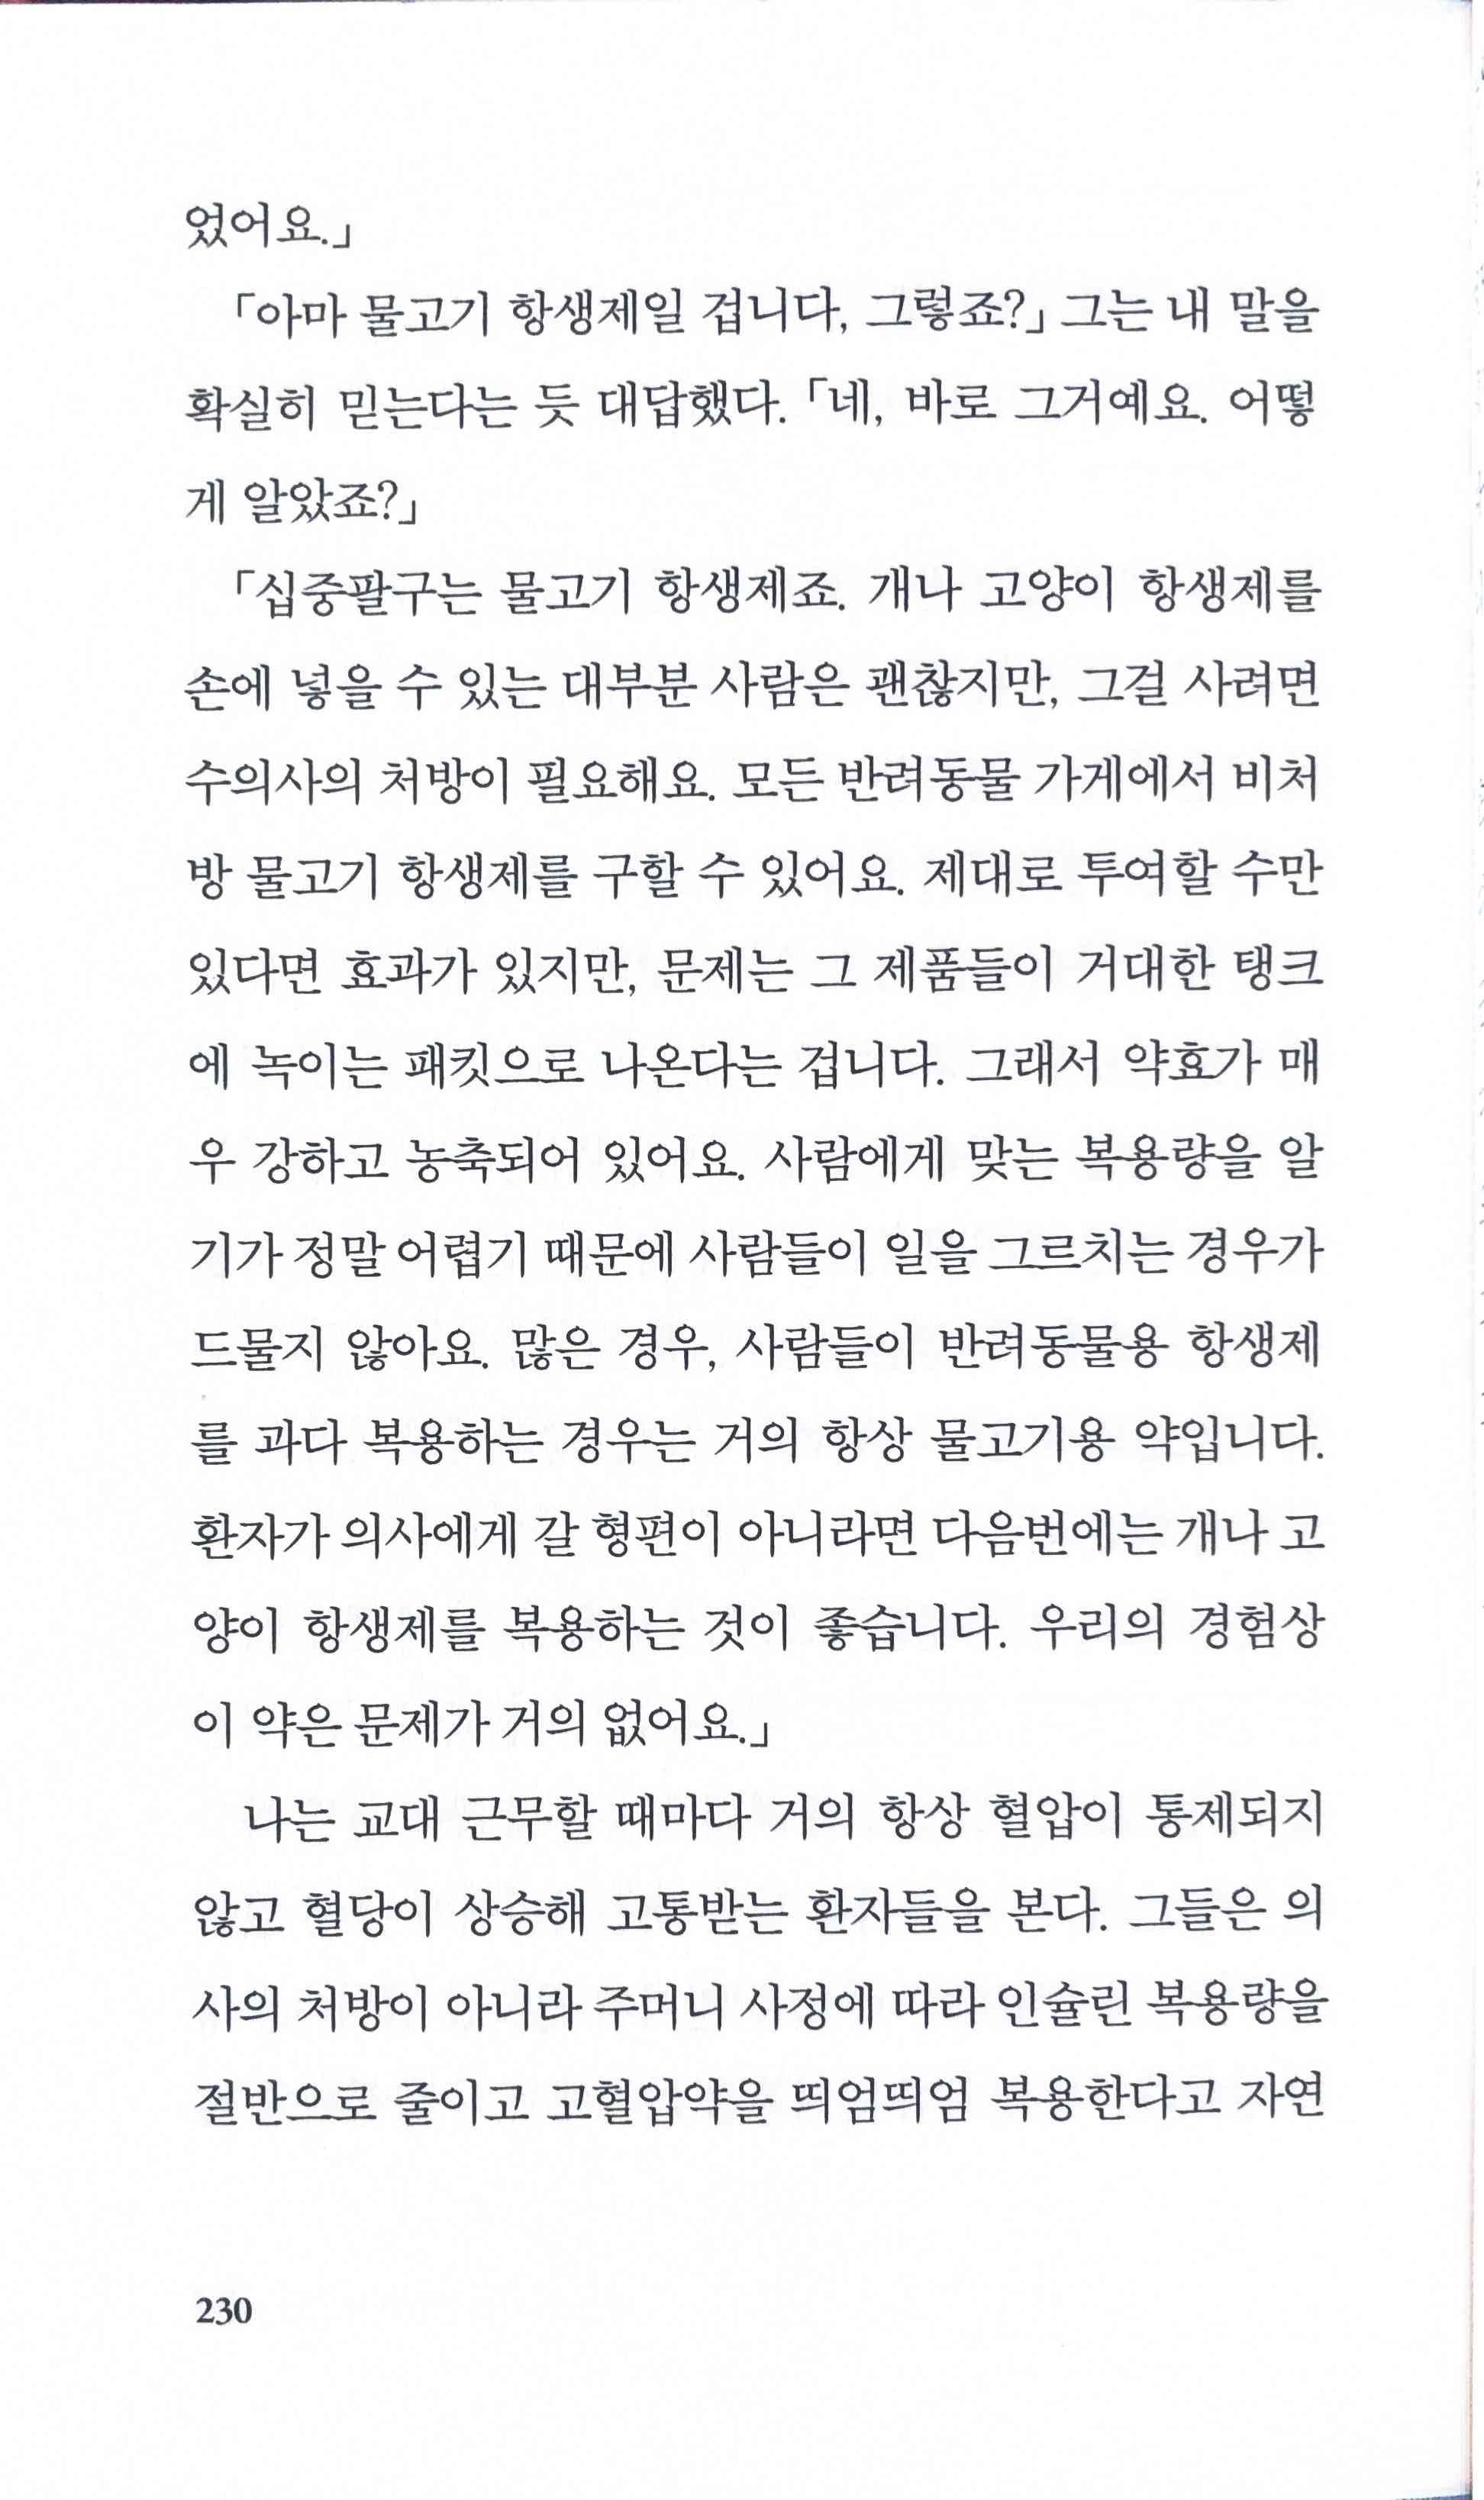 었어요.」
「아마 물고기 항생제일 겁니다, 그렇죠?」 그는 내 말을
확실히 믿는다는 듯 대답했다. 「네, 바로 그거예요. 어떻
게 알았죠?」
「십중팔구는 물고기 항생제죠. 개나 고양이 항생제를
손에 넣을 수 있는 대부분 사람은 괜찮지만, 그걸 사려면
수의사의 처방이 필요해요. 모든 반려동물 가게에서 비처
방 물고기 항생제를 구할 수 있어요. 제대로 투여할 수만
있다면 효과가 있지만, 문제는 그 제품들이 거대한 탱크
에 녹이는 패킷으로 나온다는 겁니다. 그래서 약효가 매
우 강하고 농축되어 있어요. 사람에게 맞는 복용량을 알
기가 정말 어렵기 때문에 사람들이 일을 그르치는 경우가
드물지 않아요. 많은 경우, 사람들이 반려동물용 항생제
를 과다 복용하는 경우는 거의 항상 물고기용 약입니다.
환자가 의사에게 갈 형편이 아니라면 다음번에는 개나 고
양이 항생제를 복용하는 것이 좋습니다. 우리의 경험상
이 약은 문제가 거의 없어요.」
나는 교대 근무할 때마다 거의 항상 혈압이 통제되지
않고 혈당이 상승해 고통받는 환자들을 본다. 그들은 의
사의 처방이 아니라 주머니 사정에 따라 인슐린 복용량을
절반으로 줄이고 고혈압약을 띄엄띄엄 복용한다고 자연
230